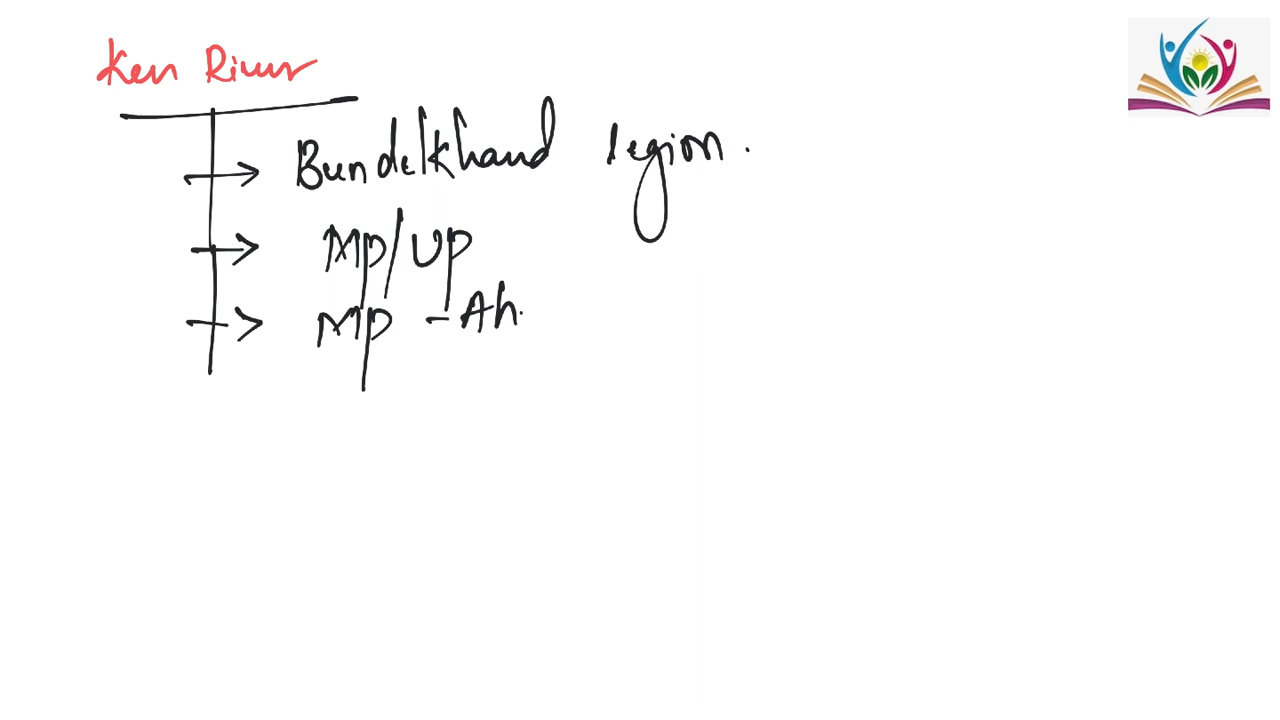 Ken River
Bundelkhand region.
MP/UP
MP - Ah.